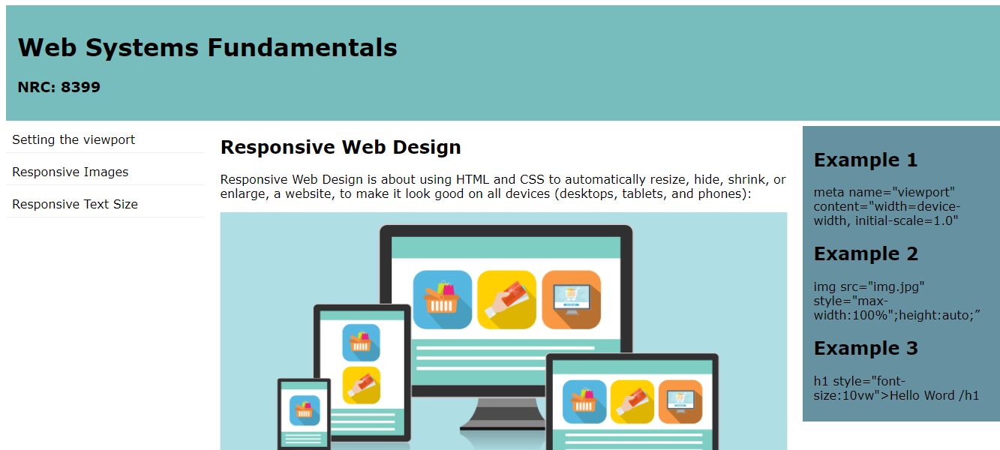 Web Systems Fundamentals
NRC: 8399
Setting the viewport
Responsive Images
Responsive Text Size
Responsive Web Design
Responsive Web Design is about using HTML and CSS to automatically resize, hide, shrink, or
enlarge, a website, to make it look good on all devices (desktops, tablets, and phones):
Example 1
meta name="viewport"
content="width=device-
width, initial-scale=1.0"
Example 2
img src="img.jpg"
style="max-
width:100%";height:auto;”
Example 3
h1 style="font-
size:10vw">Hello Word /h1